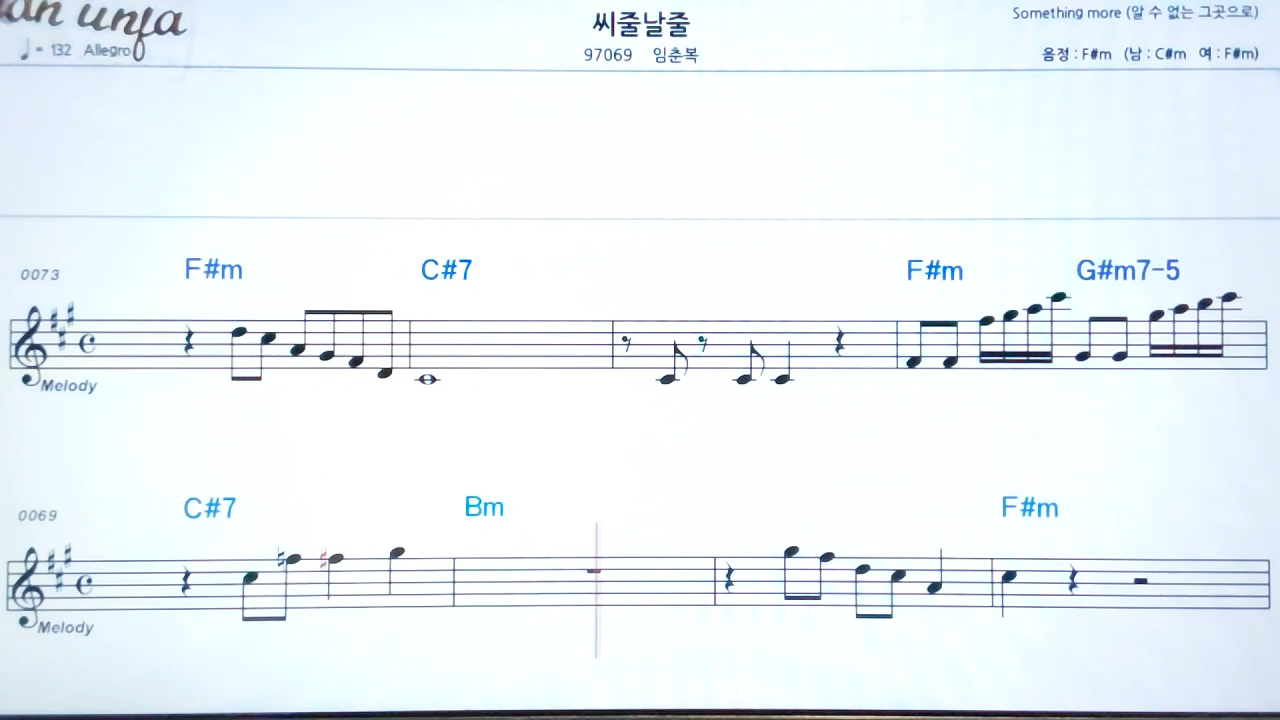 씨줄날줄
Something more (알 수 없는 그곳으로)
♩ = 132 Allegro
97069 임춘복
음정 : F#m (남 : C#m 여 : F#m)
0073 F#m C#7 F#m G#m7-5
Melody
0069 C#7 Bm F#m
Melody